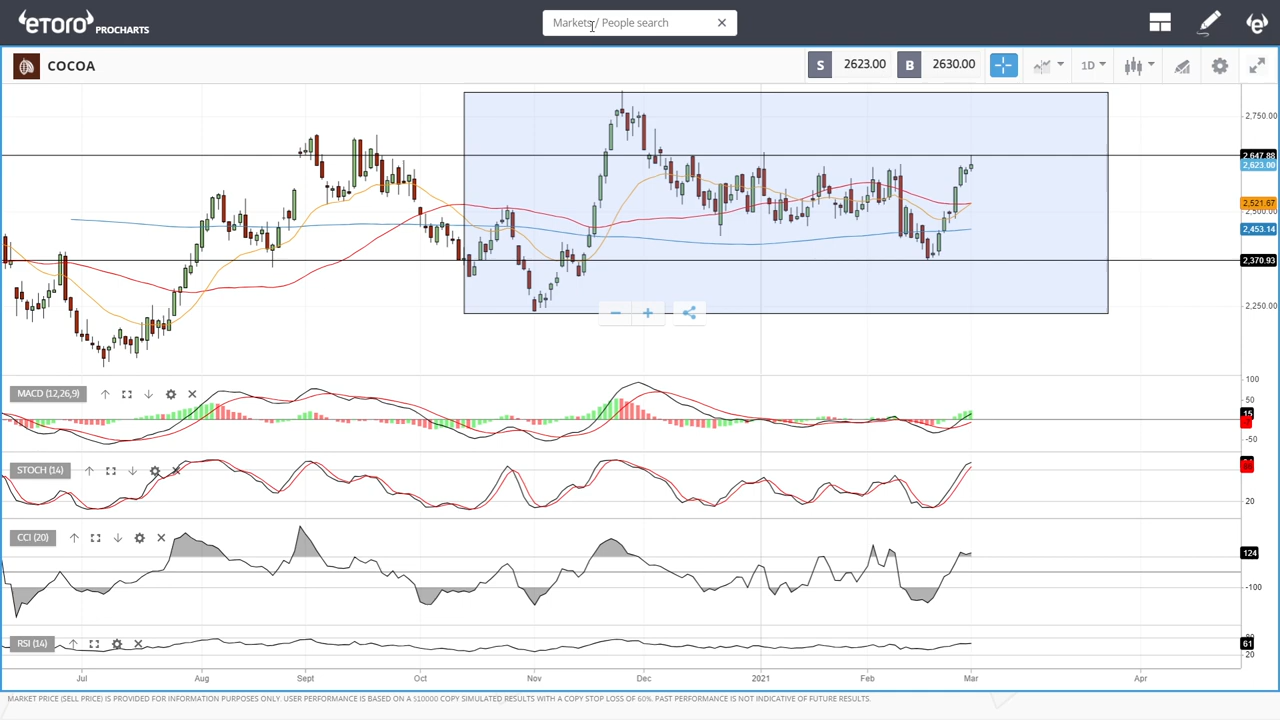 eToro PROCHARTS
Markets / People search
COCOA
S 2623.00 B 2630.00
1D
2,750.00
2,647.88
2,623.00
2,521.67
2,500.00
2,453.14
2,370.93
2,250.00
MACD (12,26,9)
100
50
15
-50
STOCH (14)
20
CCI (20)
124
-100
RSI (14)
61
20
Jul Aug Sept Oct Nov Dec 2021 Feb Mar Apr
MARKET PRICE (SELL PRICE) IS PROVIDED FOR INFORMATION PURPOSES ONLY. USER PERFORMANCE IS BASED ON A $10000 COPY SIMULATED RESULTS WITH A COPY STOP LOSS OF 60%. PAST PERFORMANCE IS NOT INDICATIVE OF FUTURE RESULTS.